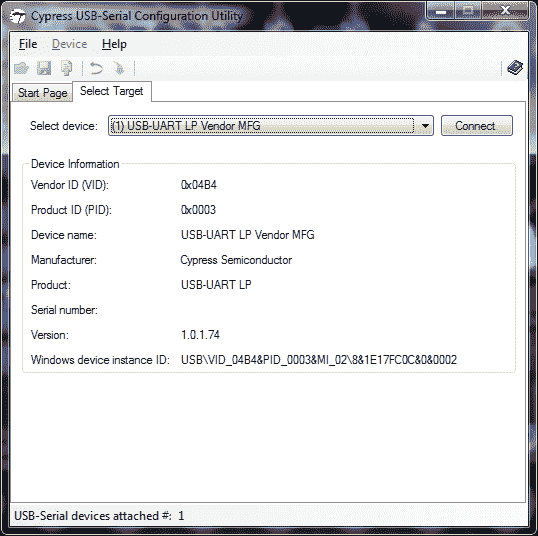 Cypress USB-Serial Configuration Utility
File Device Help
Start Page Select Target
Select device: (1) USB-UART LP Vendor MFG Connect
Device Information
Vendor ID (VID): 0x04B4
Product ID (PID): 0x0003
Device name: USB-UART LP Vendor MFG
Manufacturer: Cypress Semiconductor
Product: USB-UART LP
Serial number:
Version: 1.0.1.74
Windows device instance ID: USB\VID_04B4&PID_0003&MI_02\8&1E17FC0C&0&0002
USB-Serial devices attached #: 1